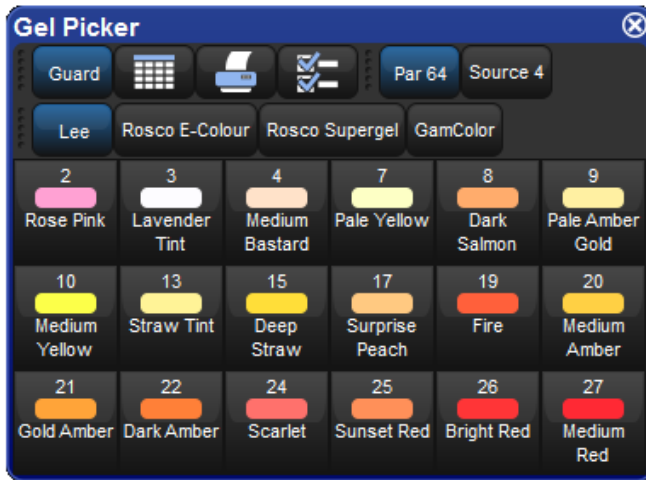 Gel Picker
Guard
Par 64
Source 4
Lee
Rosco E-Colour
Rosco Supergel
GamColor
2
3
4
7
8
9
Rose Pink
Lavender
Tint
Medium
Bastard
Pale Yellow
Dark
Salmon
Pale Amber
Gold
10
13
15
17
19
20
Medium
Yellow
Straw Tint
Deep
Straw
Surprise
Peach
Fire
Medium
Amber
21
22
24
25
26
27
Gold Amber
Dark Amber
Scarlet
Sunset Red
Bright Red
Medium
Red